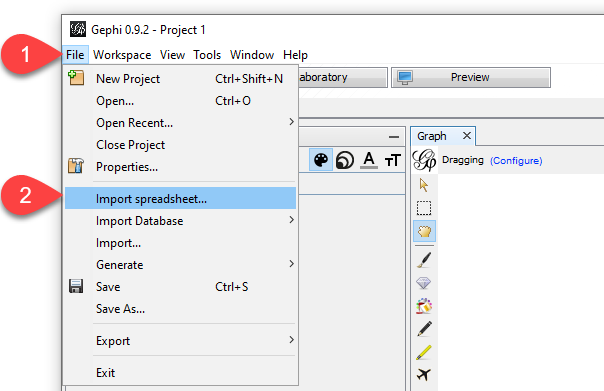 Gephi 0.9.2 - Project 1
1
File Workspace View Tools Window Help
New Project Ctrl+Shift+N
aboratory
Preview
Open... Ctrl+O
Open Recent...
Close Project
Properties...
2
Import spreadsheet...
Import Database
Import...
Generate
Save Ctrl+S
Save As...
Export
Exit
A
тT
Graph X
Dragging (Configure)